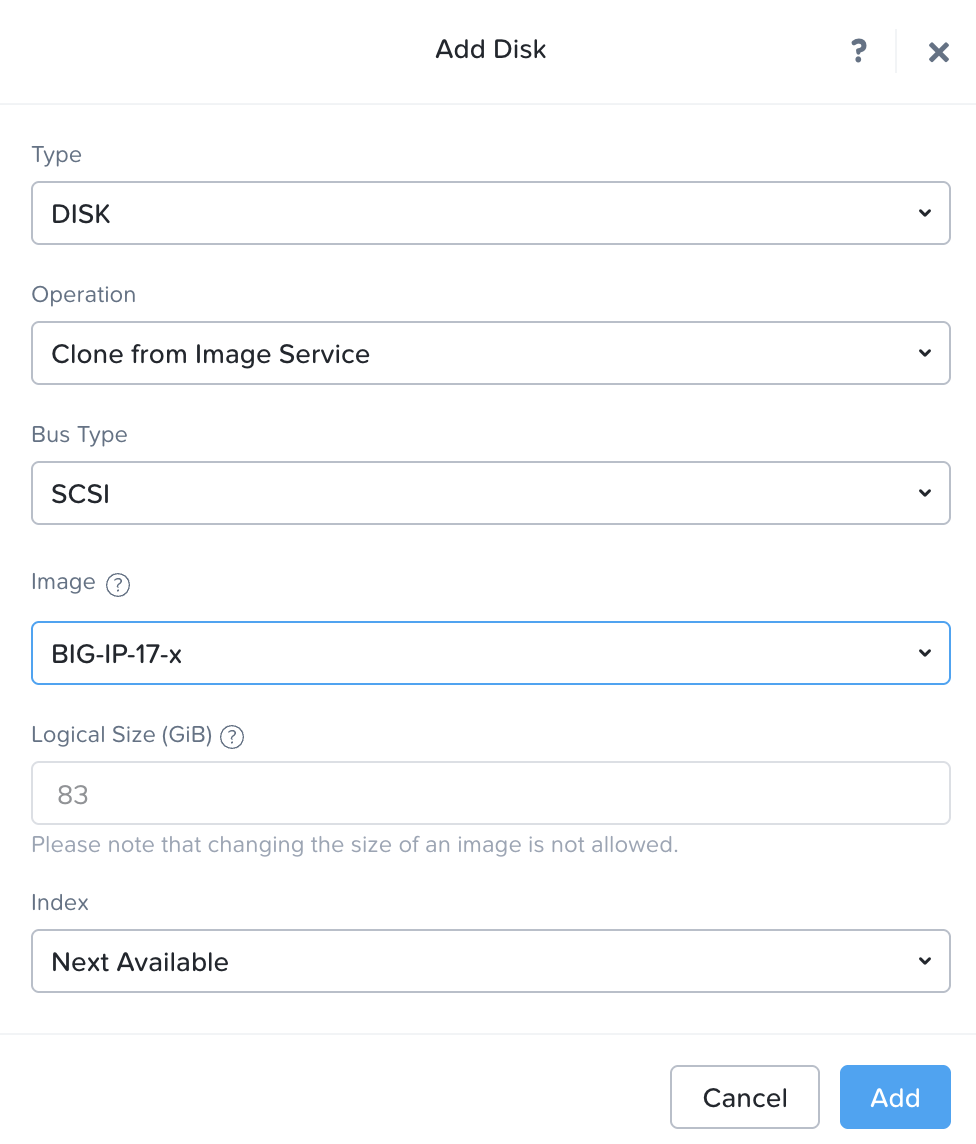 Add Disk
?
Type
DISK
Operation
Clone from Image Service
Bus Type
SCSI
Image ?
BIG-IP-17-x
Logical Size (GiB) ?
83
Please note that changing the size of an image is not allowed.
Index
Next Available
Cancel
Add